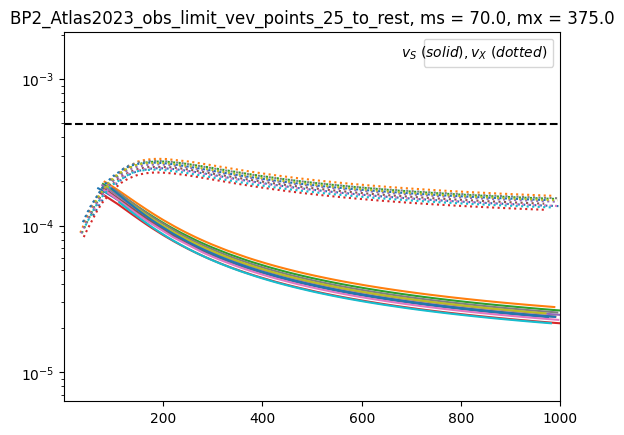 BP2_Atlas2023_obs_limit_vev_points_25_to_rest, ms = 70.0, mx = 375.0
v_S (solid), v_X (dotted)
10^{-3}
10^{-4}
10^{-5}
200 400 600 800 1000